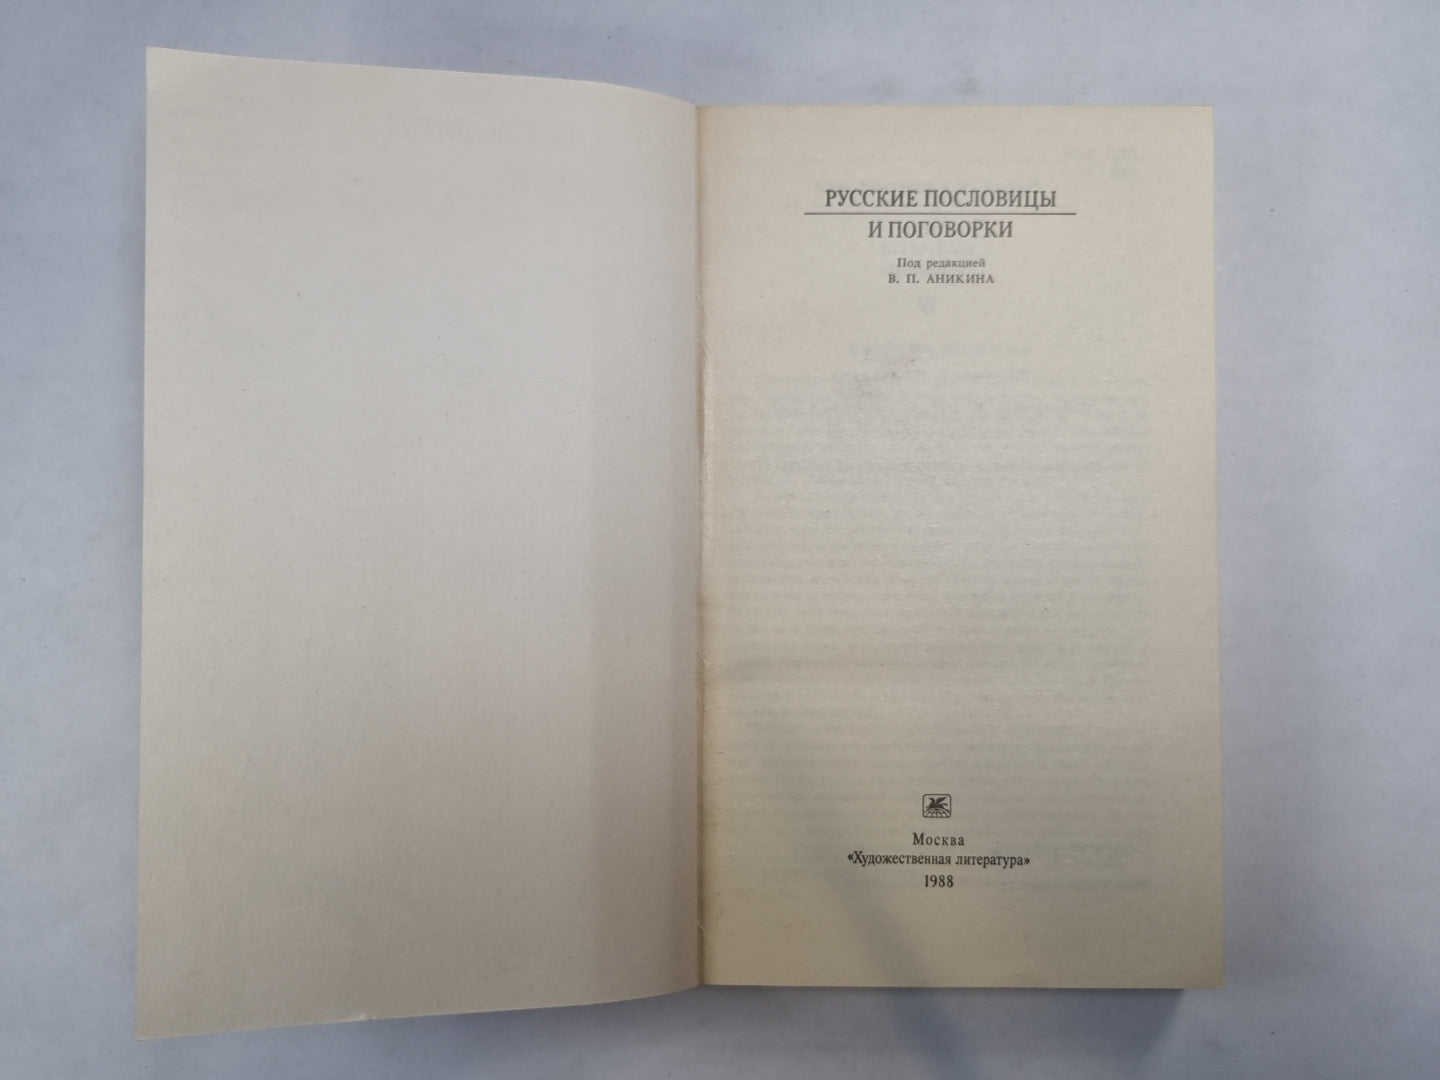 РУССКИЕ ПОСЛОВИЦЫ
И ПОГОВОРКИ
Под редакцией
В. П. АНИКИНА
Москва
«Художественная литература»
1988